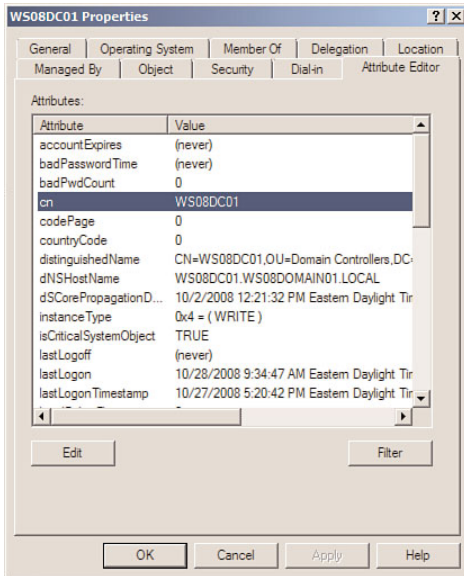 WS08DC01 Properties
General Operating System Member Of Delegation Location
Managed By Object Security Dial-in Attribute Editor
Attributes:
Attribute Value
accountExpires (never)
badPasswordTime (never)
badPwdCount 0
cn WS08DC01
codePage 0
countryCode 0
distinguishedName CN=WS08DC01,OU=Domain Controllers,DC=
dNSHostName WS08DC01.WS08DOMAIN01.LOCAL
dSCorePropagationD... 10/2/2008 12:21:32 PM Eastern Daylight Tir
instanceType 0x4 = ( WRITE )
isCriticalSystemObject TRUE
lastLogoff (never)
lastLogon 10/28/2008 9:34:47 AM Eastern Daylight Tir
lastLogonTimestamp 10/27/2008 5:20:42 PM Eastern Daylight Tir
Edit Filter
OK Cancel Apply Help